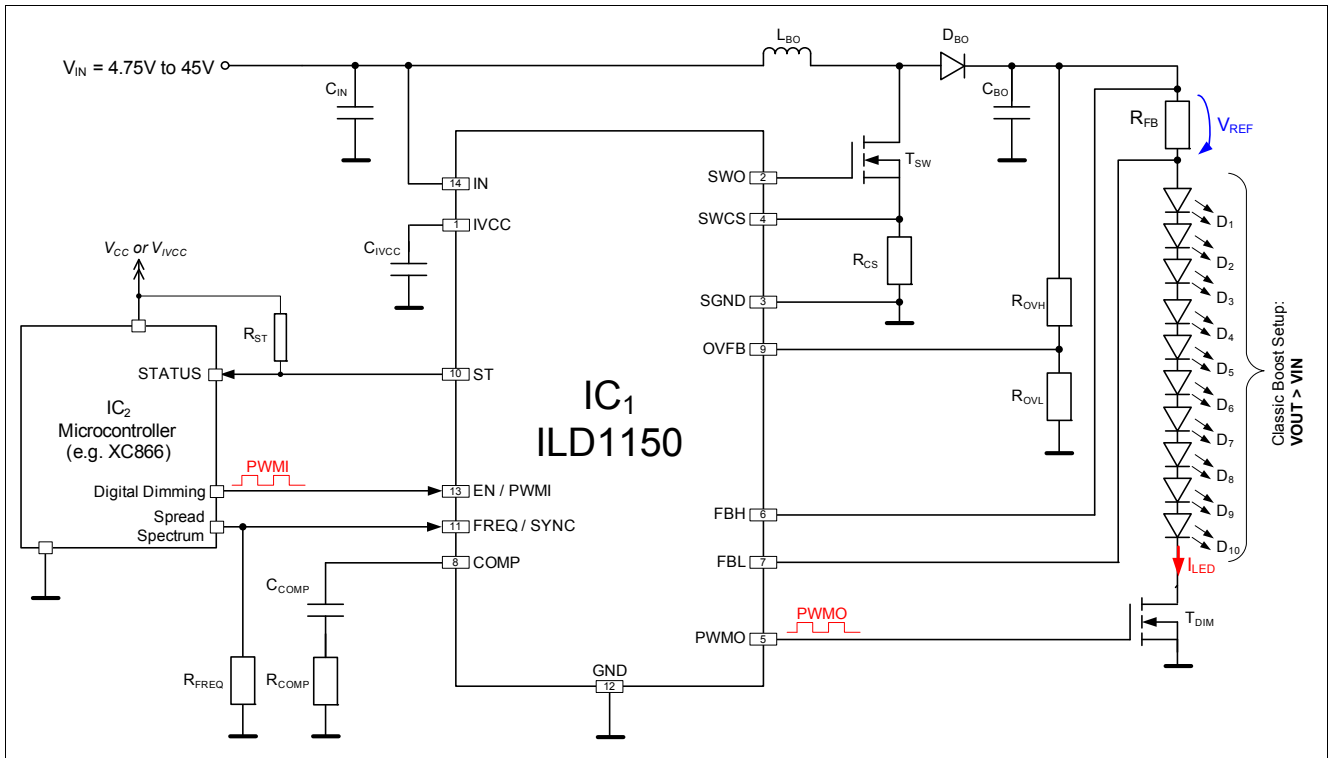 L_BO
D_BO
V_IN = 4.75V to 45V
C_IN
C_BO
R_FB
V_REF
T_SW
SWO
2
14
IN
SWCS
4
1
IVCC
C_IVCC
R_CS
V_CC or V_IVCC
SGND
3
R_OVH
R_ST
OVFB
9
STATUS
10
ST
R_OVL
IC_2
Microcontroller
(e.g. XC866)
IC_1
ILD1150
PWMI
Digital Dimming
13
EN / PWMI
Spread
Spectrum
11
FREQ / SYNC
FBH
6
8
COMP
FBL
7
C_COMP
D_1
D_2
D_3
D_4
D_5
D_6
D_7
D_8
D_9
D_10
Classic Boost Setup:
VOUT > VIN
I_LED
PWMO
PWMO
5
T_DIM
GND
12
R_FREQ
R_COMP